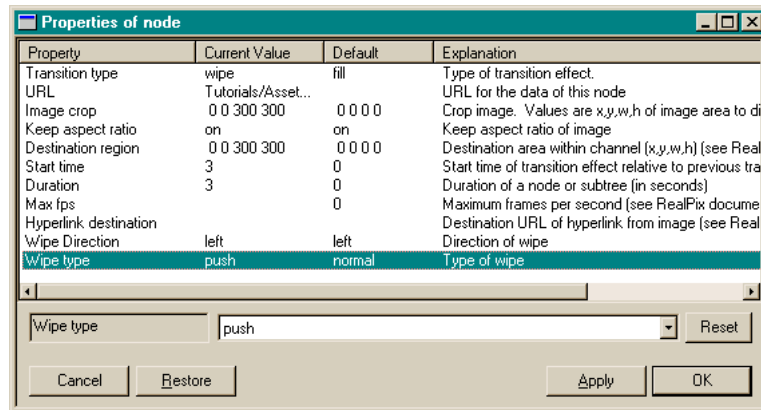 Properties of node
Property Current Value Default Explanation
Transition type wipe fill Type of transition effect.
URL Tutorials/Asset... URL for the data of this node
Image crop 0 0 300 300 0 0 0 0 Crop image. Values are x,y,w,h of image area to di
Keep aspect ratio on on Keep aspect ratio of image
Destination region 0 0 300 300 0 0 0 0 Destination area within channel (x,y,w,h) (see Real
Start time 3 0 Start time of transition effect relative to previous tra
Duration 3 0 Duration of a node or subtree (in seconds)
Max fps 0 Maximum frames per second (see RealPix docume
Hyperlink destination Destination URL of hyperlink from image (see Real
Wipe Direction left left Direction of wipe
Wipe type push normal Type of wipe
Wipe type push Reset
Cancel Restore Apply OK